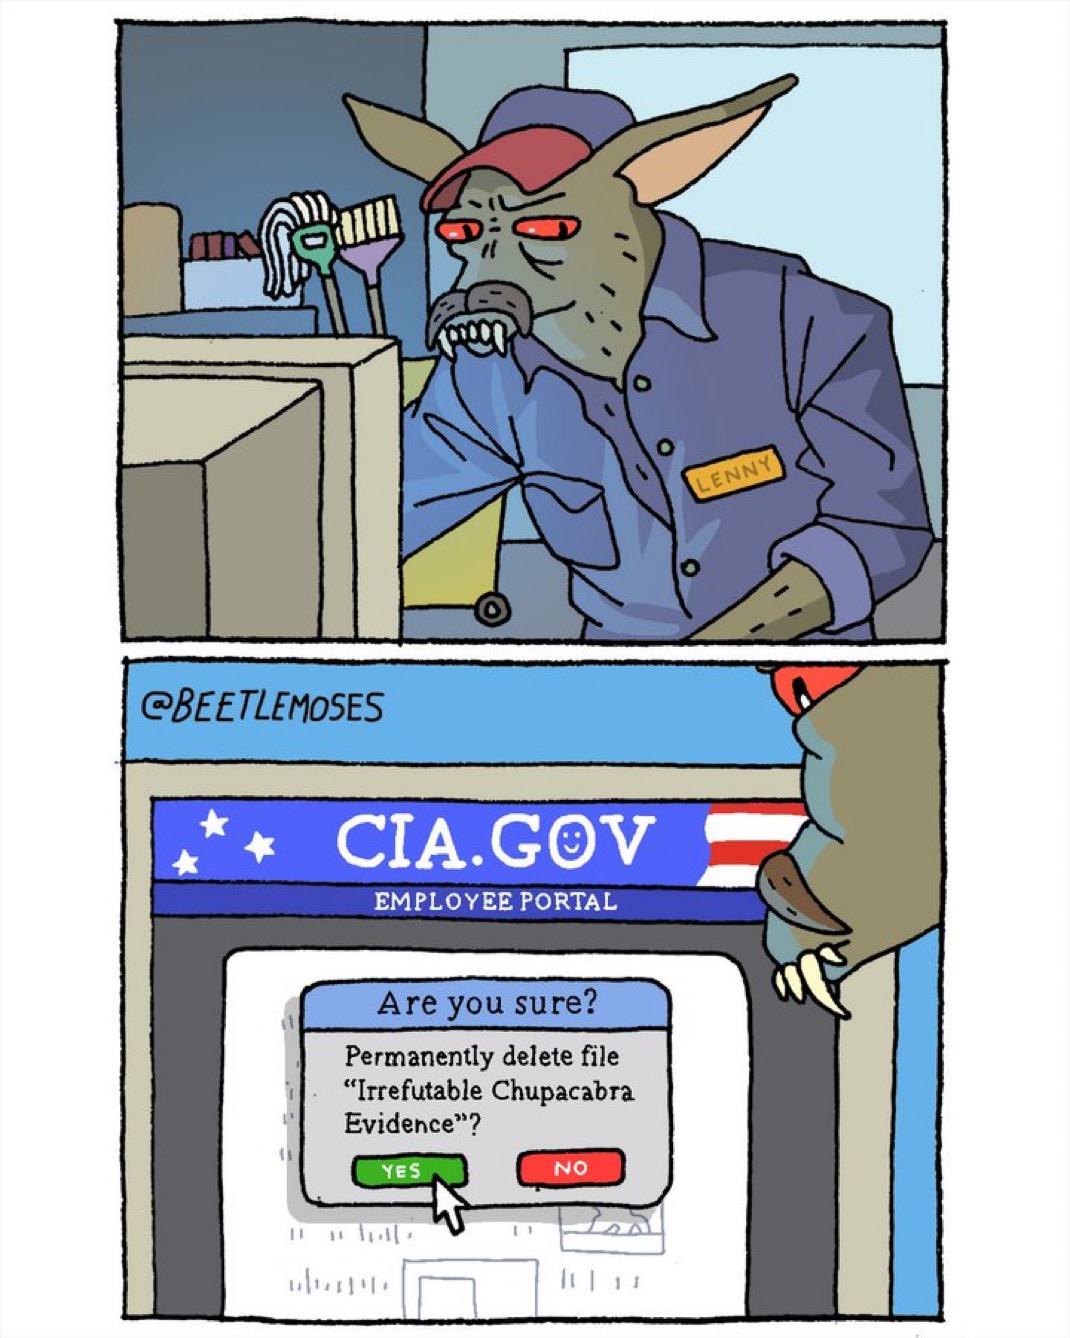 LENNY
@BEETLEMOSES
CIA.GOV
EMPLOYEE PORTAL
Are you sure?
Permanently delete file
“Irrefutable Chupacabra
Evidence”?
YES
NO